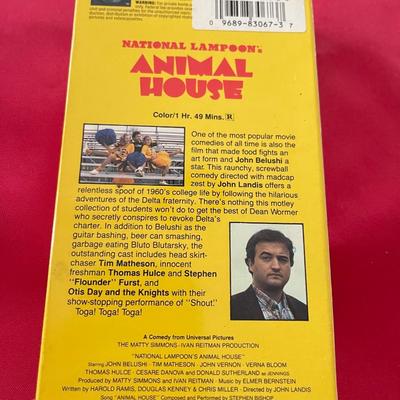 WARNING: For private home
0 9689-83067-3 7
NATIONAL LAMPOON'S®
ANIMAL
HOUSE
Color/1 Hr. 49 Mins. R
One of the most popular movie
comedies of all time is also the
film that made food fights an
art form and John Belushi a
star. This raunchy, screwball
comedy directed with madcap
zest by John Landis offers a
relentless spoof of 1960's college life by following the hilarious
adventures of the Delta fraternity. There's nothing this motley
collection of students won't do to get the best of Dean Wormer
who secretly conspires to revoke Delta's
charter. In addition to Belushi as the
guitar bashing, beer can smashing,
garbage eating Bluto Blutarsky, the
outstanding cast includes head skirt-
chaser Tim Matheson, innocent
freshman Thomas Hulce and Stephen
"Flounder" Furst, and
Otis Day and the Knights with their
show-stopping performance of "Shout."
Toga! Toga! Toga!
A Comedy from Universal Pictures
THE MATTY SIMMONS - IVAN REITMAN PRODUCTION
"NATIONAL LAMPOON'S ANIMAL HOUSE"
Starring JOHN BELUSHI • TIM MATHESON • JOHN VERNON • VERNA BLOOM
THOMAS HULCE • CESARE DANOVA and DONALD SUTHERLAND as JENNINGS
Produced by MATTY SIMMONS and IVAN REITMAN • Music by ELMER BERNSTEIN
Written by HAROLD RAMIS, DOUGLAS KENNEY & CHRIS MILLER • Directed by JOHN LANDIS
Song "ANIMAL HOUSE" Composed and Performed by STEPHEN BISHOP